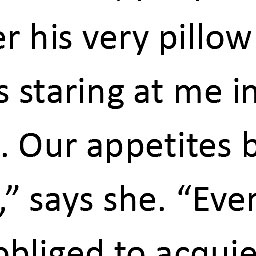 er his very pillow
s staring at me in
. Our appetites b
,” says she. “Ever
obliged to acquie